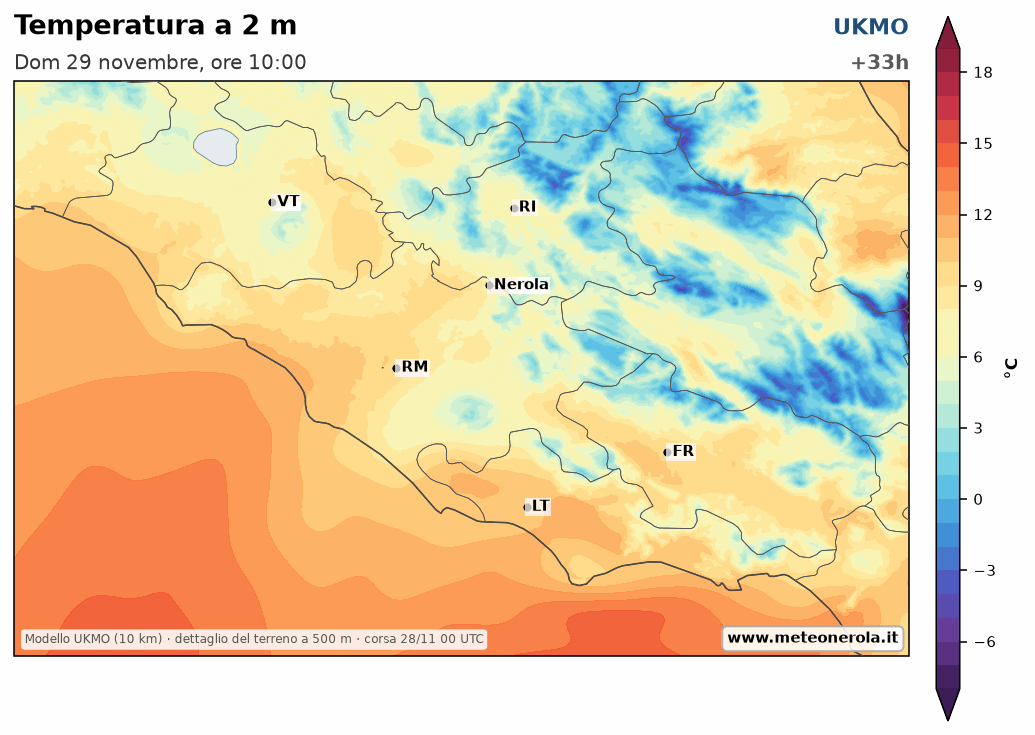 Temperatura a 2 m
UKMO
Dom 29 novembre, ore 10:00
+33h
VT
RI
Nerola
RM
FR
LT
Modello UKMO (10 km) · dettaglio del terreno a 500 m · corsa 28/11 00 UTC
www.meteonerola.it
18
15
12
9
6
3
0
−3
−6
°C